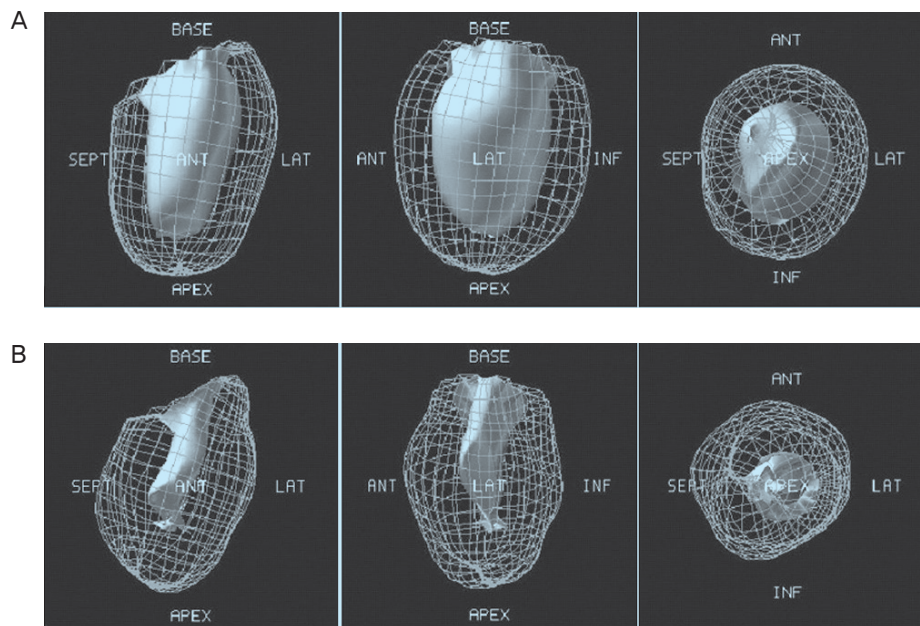 A
BASE
SEPT ANT LAT
APEX
BASE
ANT LAT INF
APEX
ANT
SEPT APEX LAT
INF
B
BASE
SEPT ANT LAT
APEX
BASE
ANT LAT INF
APEX
ANT
SEPT APEX LAT
INF